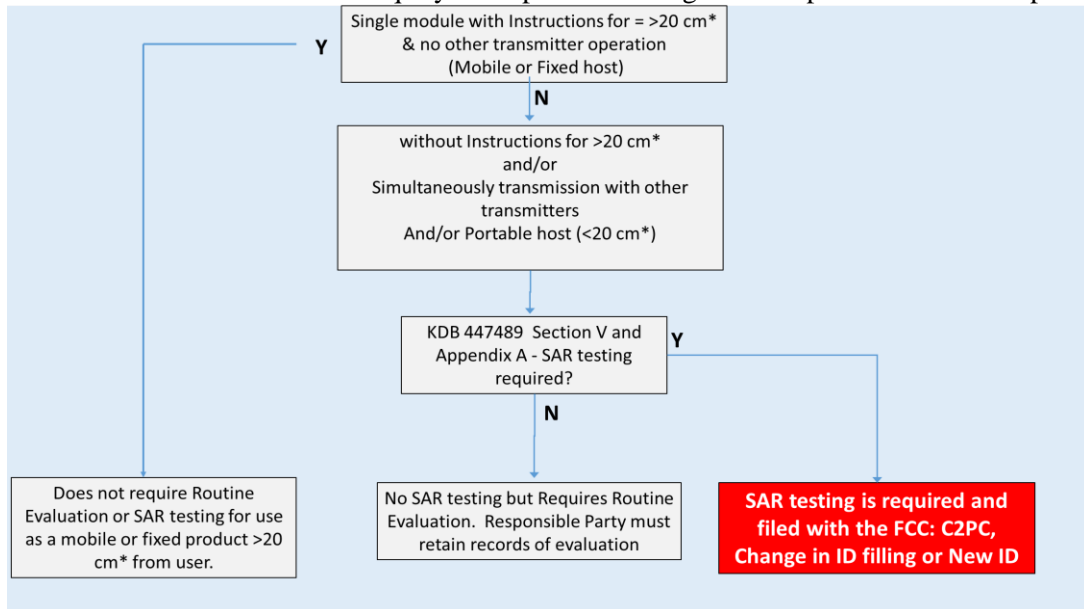 Single module with Instructions for = >20 cm*
& no other transmitter operation
(Mobile or Fixed host)
Y
N
without Instructions for >20 cm*
and/or
Simultaneously transmission with other
transmitters
And/or Portable host (<20 cm*)
KDB 447489 Section V and
Appendix A - SAR testing
required?
Y
N
Does not require Routine
Evaluation or SAR testing for use
as a mobile or fixed product >20
cm* from user.
No SAR testing but Requires Routine
Evaluation. Responsible Party must
retain records of evaluation
SAR testing is required and
filed with the FCC: C2PC,
Change in ID filling or New ID